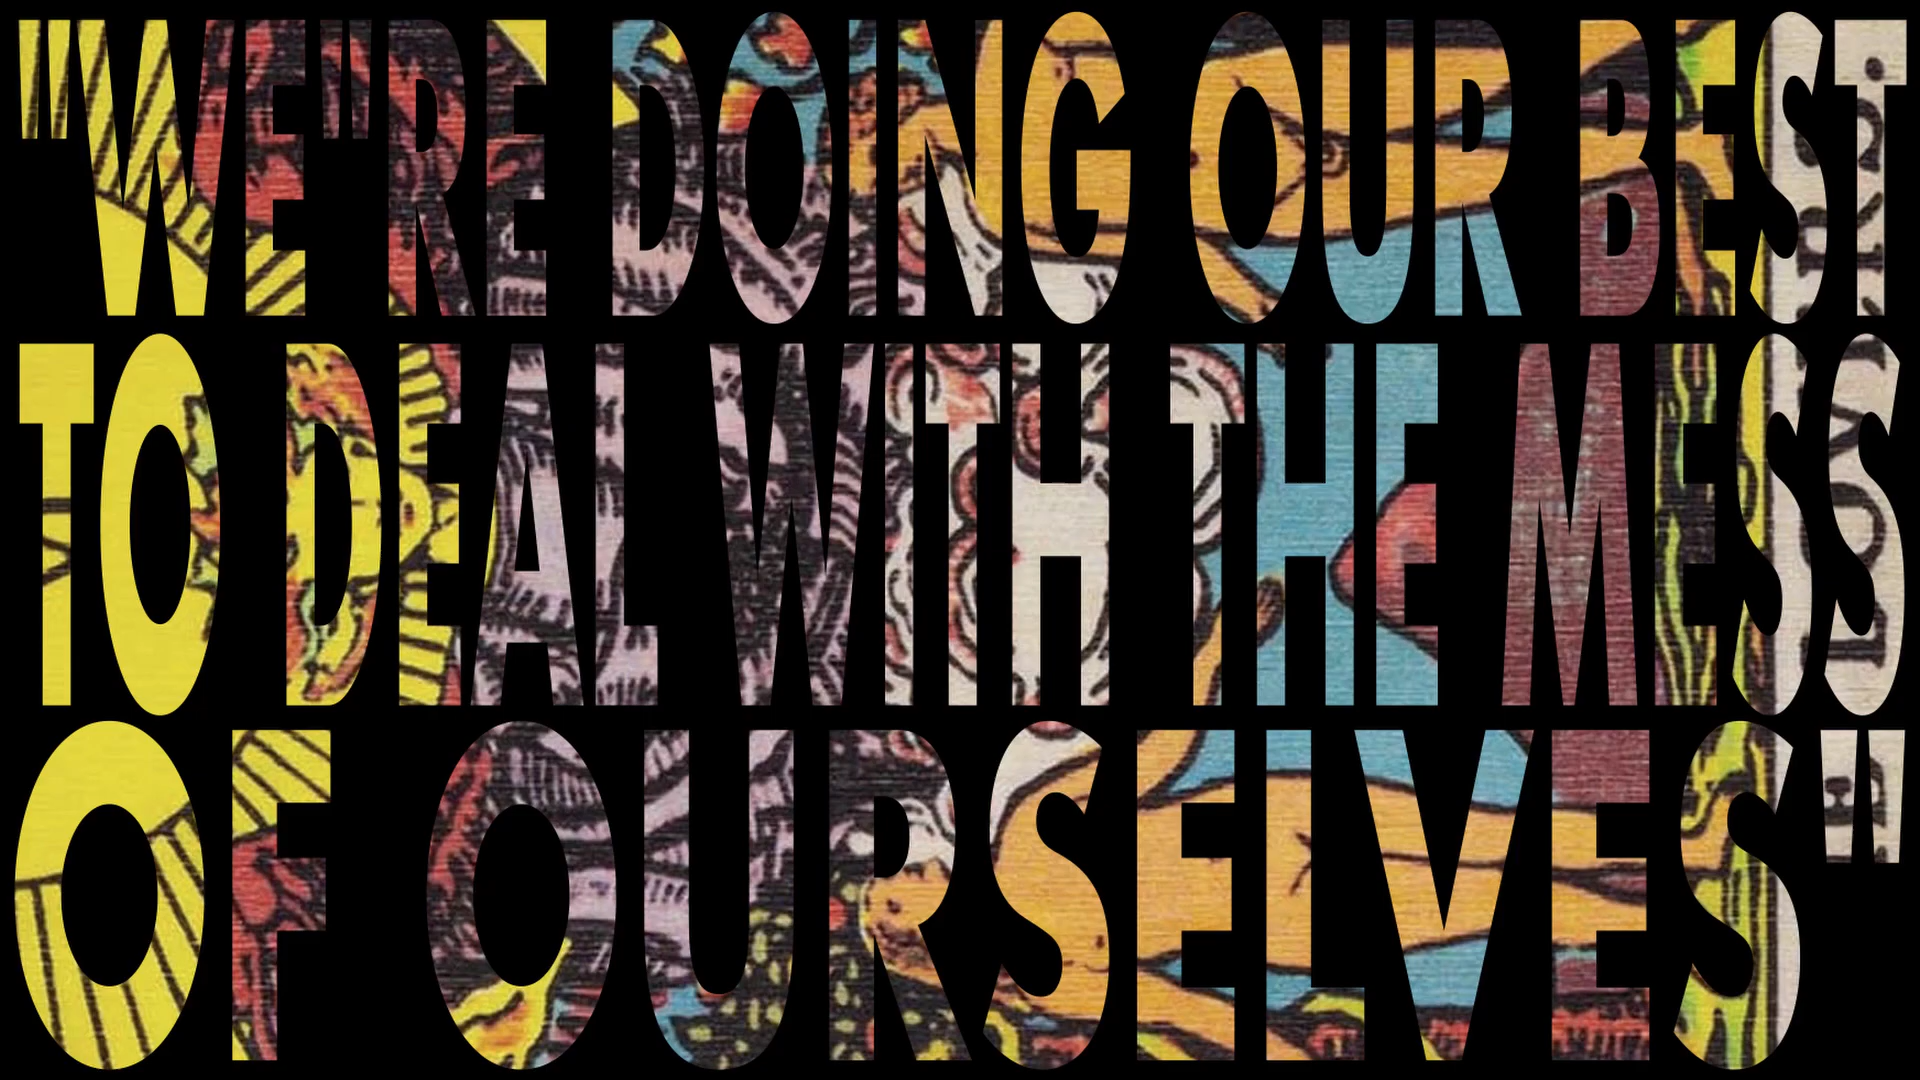 "WE"RE DOING OUR BEST
TO DEAL WITH THE MESS
OF OURSELVES"